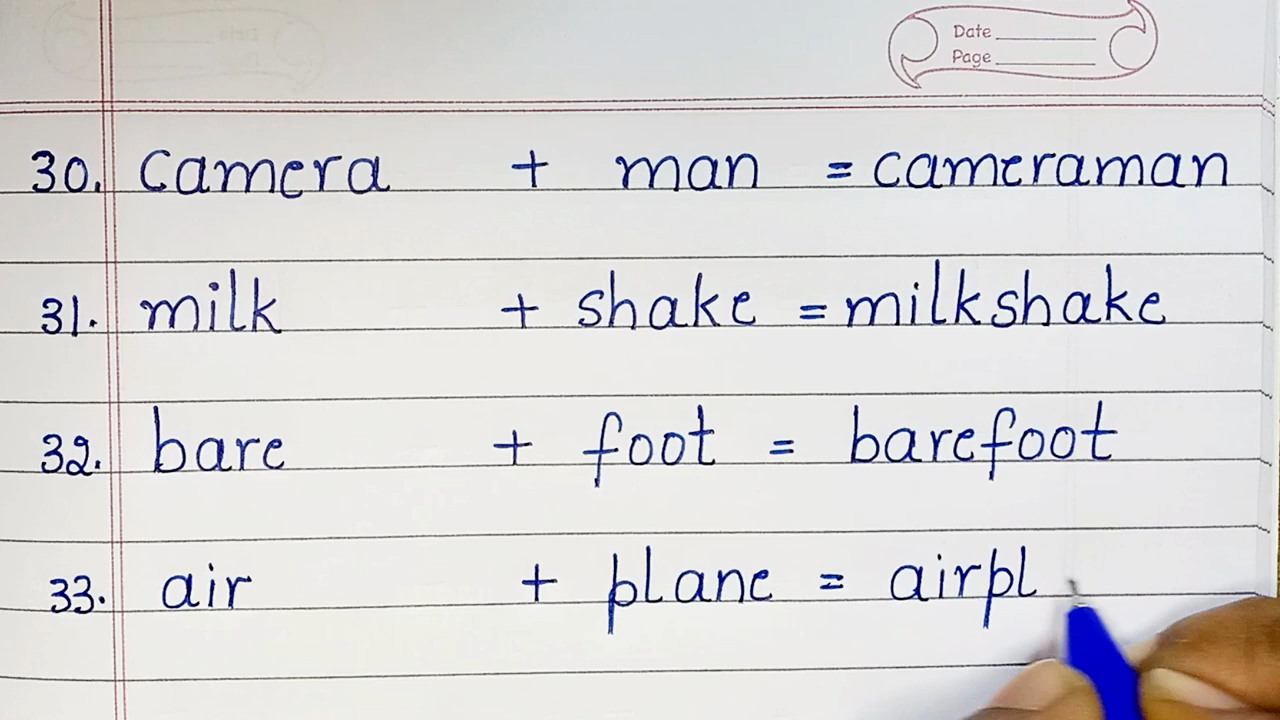 Date
Page
30. camera + man = cameraman
31. milk + shake = milkshake
32. bare + foot = barefoot
33. air + plane = airpl